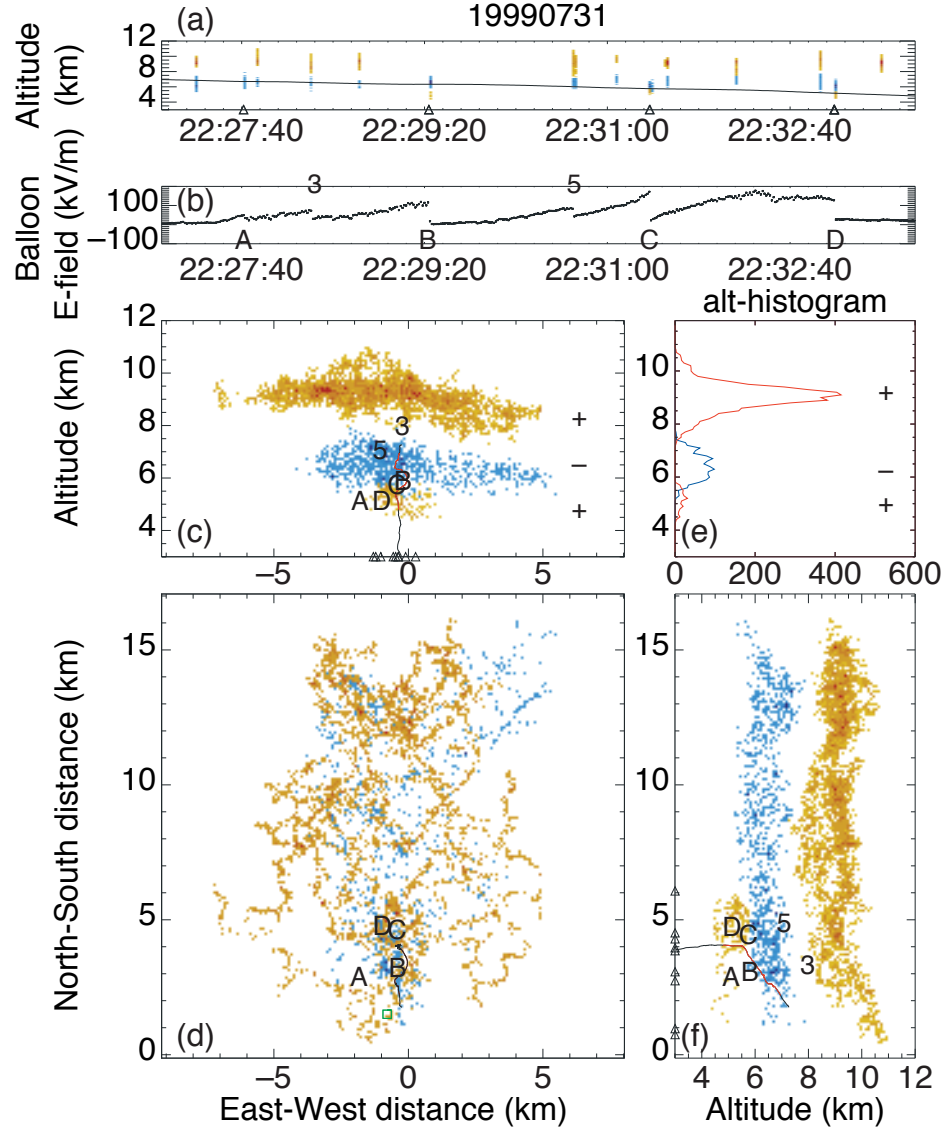 19990731
(a)
Altitude (km)
12
8
4
22:27:40 22:29:20 22:31:00 22:32:40
Balloon E-field (kV/m)
(b)
3 5
100
−100
A B C D
22:27:40 22:29:20 22:31:00 22:32:40
alt-histogram
Altitude (km)
12
10
8
6
4
+
−
+
3
5
B
C
A D
(c)
−5 0 5
10
8
6
4
+
−
+
(e)
0 200 400 600
North-South distance (km)
15
10
5
0
D C
A B
(d)
−5 0 5
East-West distance (km)
15
10
5
0
5
D C
A B 3
(f)
4 6 8 10 12
Altitude (km)